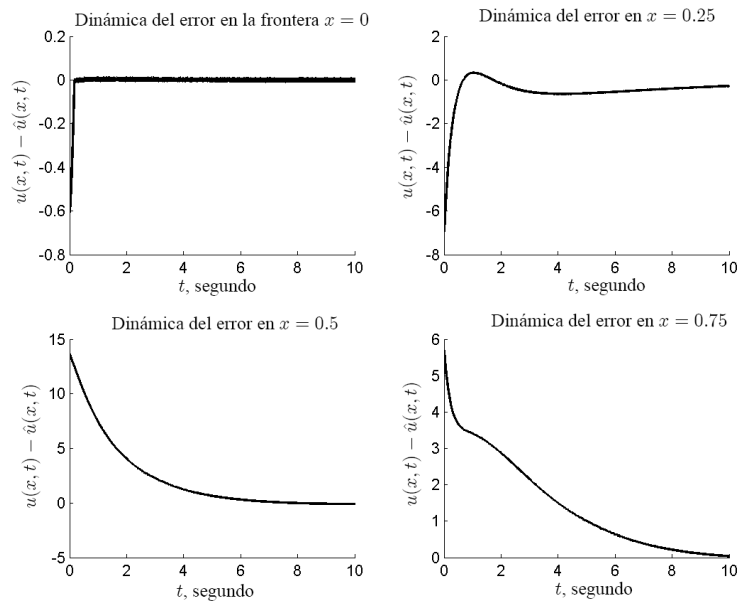 Dinámica del error en la frontera x = 0
0.2
0
-0.2
-0.4
-0.6
-0.8
u(x, t) − û(x, t)
0 2 4 6 8 10
t, segundo
Dinámica del error en x = 0.25
2
0
-2
-4
-6
-8
u(x, t) − û(x, t)
0 2 4 6 8 10
t, segundo
Dinámica del error en x = 0.5
15
10
5
0
-5
u(x, t) − û(x, t)
0 2 4 6 8 10
t, segundo
Dinámica del error en x = 0.75
6
5
4
3
2
1
0
u(x, t) − û(x, t)
0 2 4 6 8 10
t, segundo